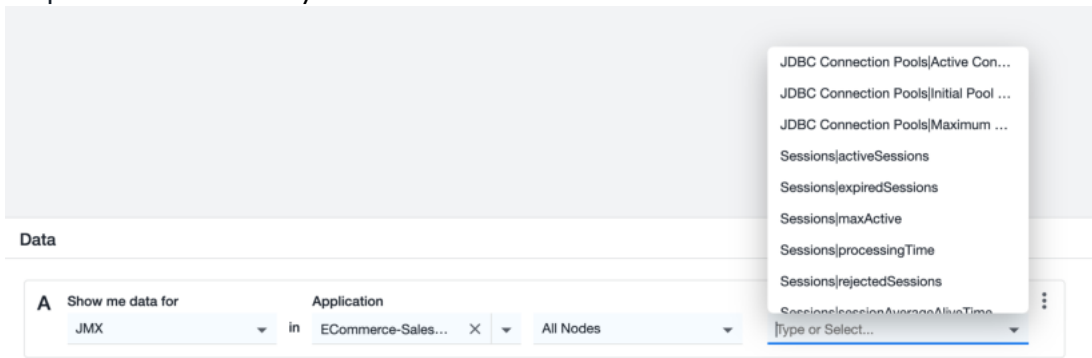 JDBC Connection Pools|Active Con...
JDBC Connection Pools|Initial Pool ...
JDBC Connection Pools|Maximum ...
Sessions|activeSessions
Sessions|expiredSessions
Sessions|maxActive
Sessions|processingTime
Sessions|rejectedSessions
Sessions|sessionAverageAliveTime
Data
A Show me data for Application
JMX in ECommerce-Sales... All Nodes Type or Select...